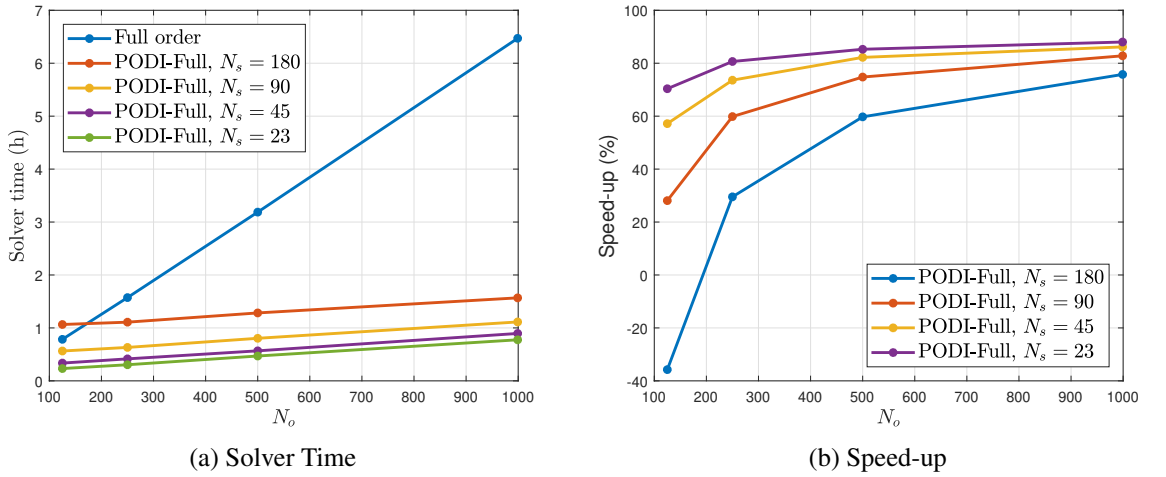 7
6
5
4
3
2
1
0
Solver time (h)
Full order
PODI-Full, N_s = 180
PODI-Full, N_s = 90
PODI-Full, N_s = 45
PODI-Full, N_s = 23
100 200 300 400 500 600 700 800 900 1000
N_o
(a) Solver Time
100
80
60
40
20
0
-20
-40
Speed-up (%)
PODI-Full, N_s = 180
PODI-Full, N_s = 90
PODI-Full, N_s = 45
PODI-Full, N_s = 23
100 200 300 400 500 600 700 800 900 1000
N_o
(b) Speed-up